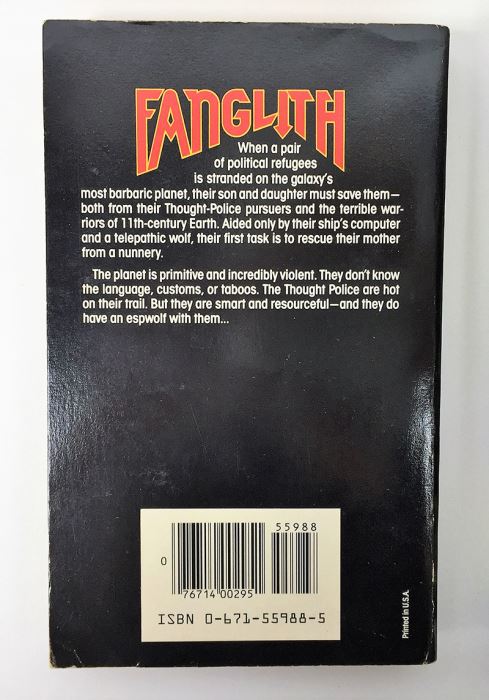 FANGLITH
When a pair
of political refugees
is stranded on the galaxy's
most barbaric planet, their son and daughter must save them—
both from their Thought-Police pursuers and the terrible war-
riors of 11th-century Earth. Aided only by their ship's computer
and a telepathic wolf, their first task is to rescue their mother
from a nunnery.
The planet is primitive and incredibly violent. They don't know
the language, customs, or taboos. The Thought Police are hot
on their trail. But they are smart and resourceful—and they do
have an espwolf with them...
55988
0
76714 00295
ISBN 0-671-55988-5
Printed in U.S.A.